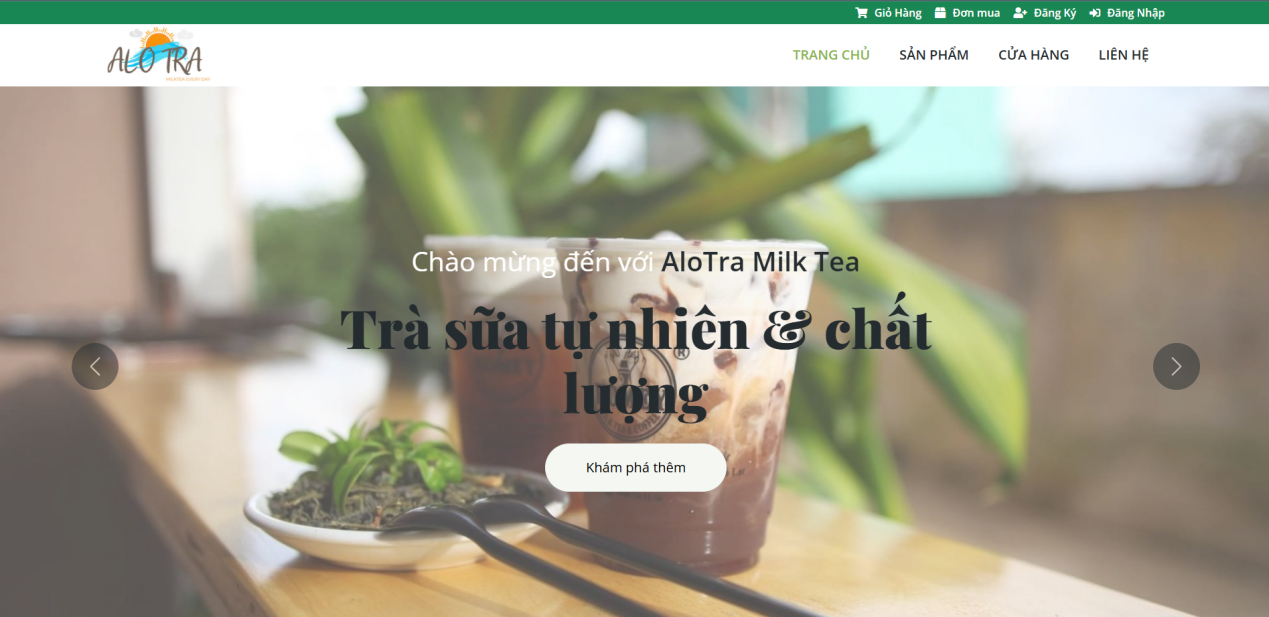 Giỏ Hàng Đơn mua Đăng Ký Đăng Nhập
ALO TRA
TRANG CHỦ SẢN PHẨM CỬA HÀNG LIÊN HỆ
Chào mừng đến với AloTra Milk Tea
Trà sữa tự nhiên & chất
lượng
®
Khám phá thêm